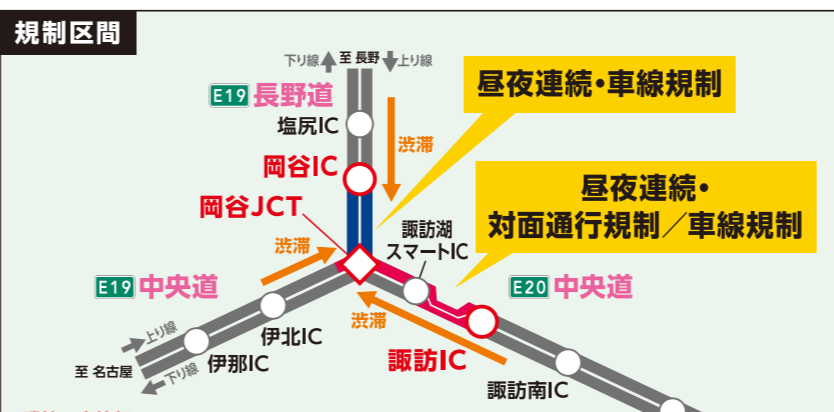 規制区間
下り線 至 長野 上り線
E19 長野道
昼夜連続・車線規制
塩尻IC
渋滞
岡谷IC
昼夜連続・
対面通行規制／車線規制
岡谷JCT
諏訪湖
スマートIC
渋滞
E19 中央道
E20 中央道
渋滞
上り線
伊北IC
至 名古屋
下り線
伊那IC
諏訪IC
諏訪南IC